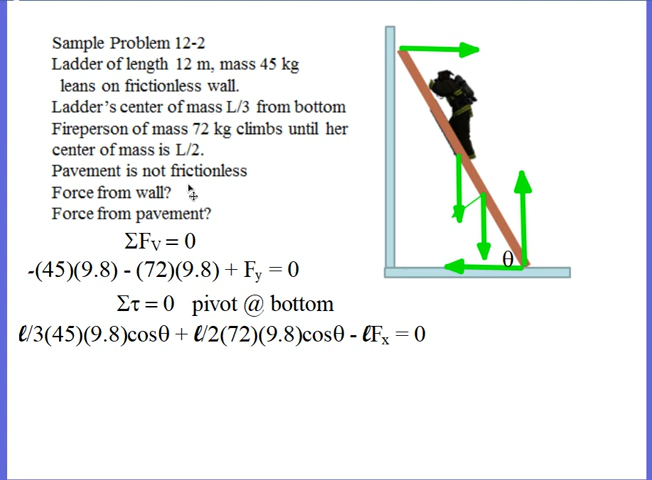 Sample Problem 12-2
Ladder of length 12 m, mass 45 kg
leans on frictionless wall.
Ladder's center of mass L/3 from bottom
Fireperson of mass 72 kg climbs until her
center of mass is L/2.
Pavement is not frictionless
Force from wall?
Force from pavement?
ΣFᵥ = 0
-(45)(9.8) - (72)(9.8) + Fy = 0
Στ = 0 pivot @ bottom
ℓ/3(45)(9.8)cosθ + ℓ/2(72)(9.8)cosθ - ℓFₓ = 0
θ